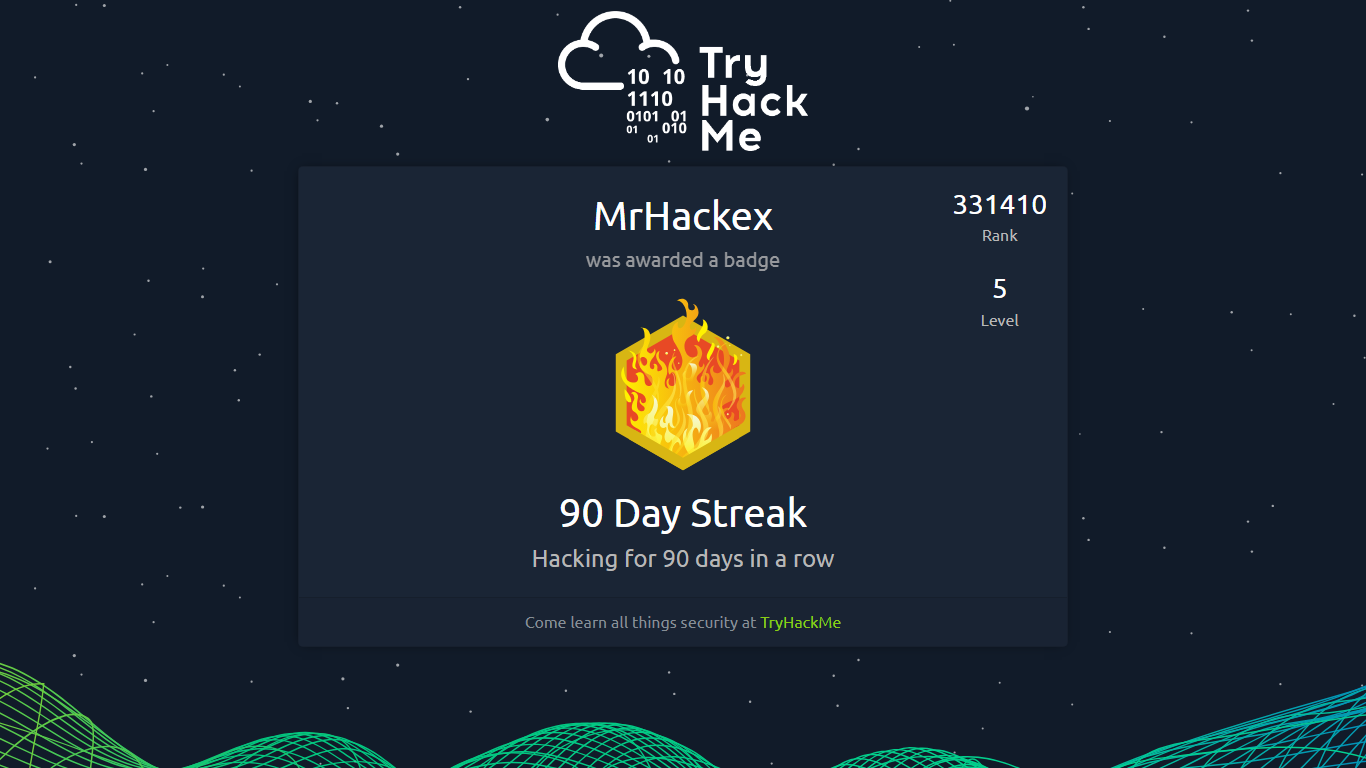 10 10
1110
0101 01
01 010
01
Try
Hack
Me
MrHackex
was awarded a badge
331410
Rank
5
Level
90 Day Streak
Hacking for 90 days in a row
Come learn all things security at TryHackMe